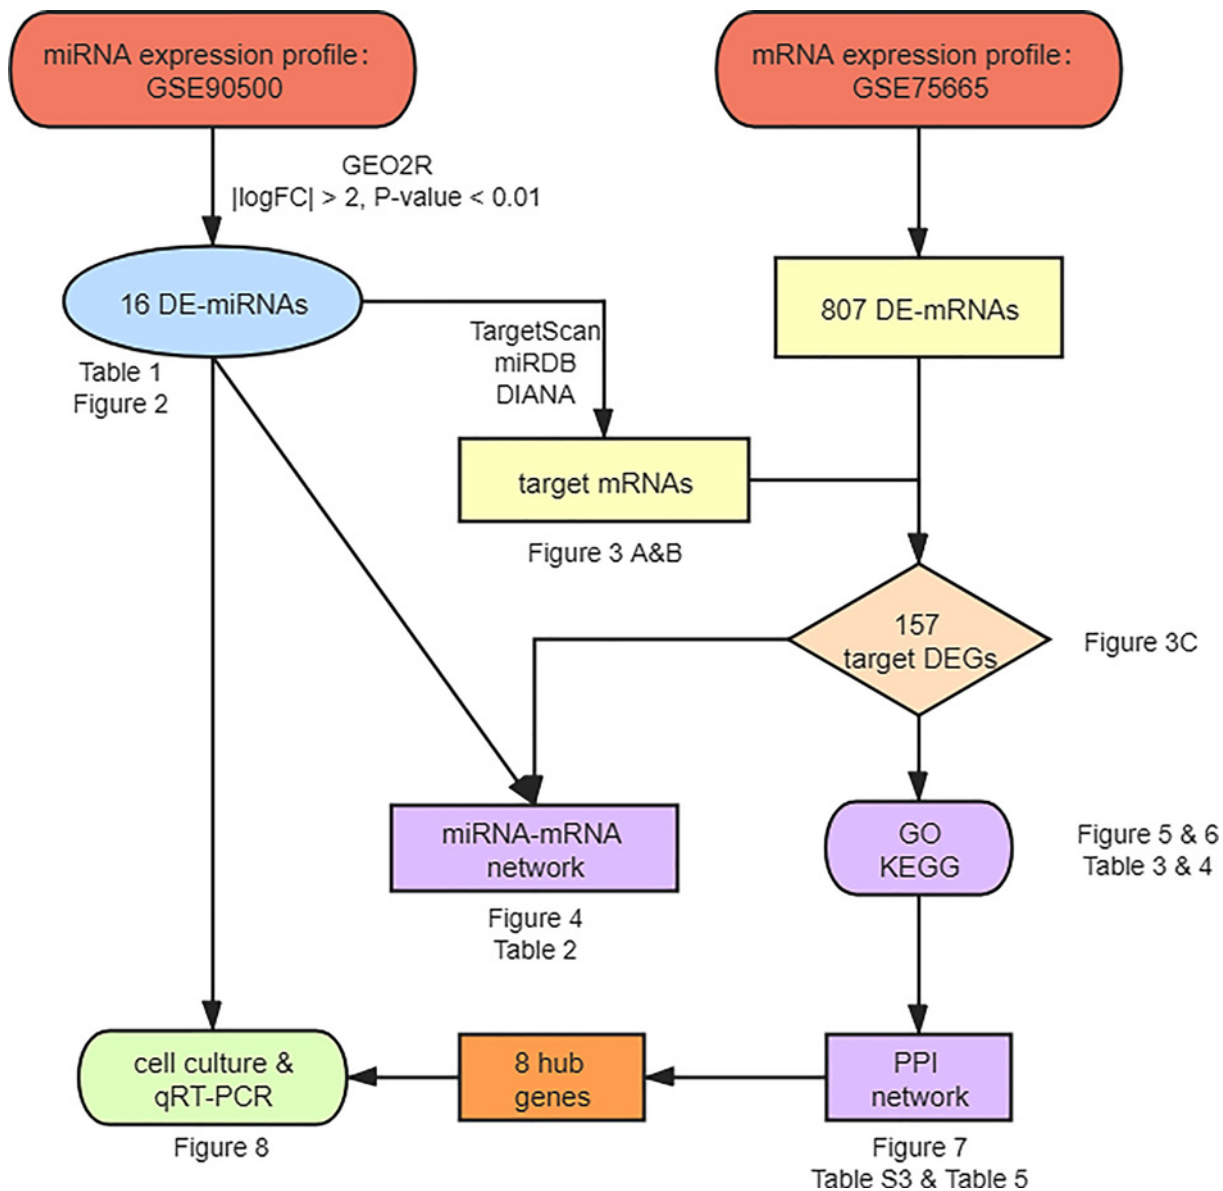 miRNA expression profile:
GSE90500
mRNA expression profile:
GSE75665
GEO2R
|logFC| > 2, P-value < 0.01
16 DE-miRNAs
807 DE-mRNAs
Table 1
Figure 2
TargetScan
miRDB
DIANA
target mRNAs
Figure 3 A&B
157
target DEGs
Figure 3C
miRNA-mRNA
network
Figure 4
Table 2
GO
KEGG
Figure 5 & 6
Table 3 & 4
cell culture &
qRT-PCR
Figure 8
8 hub
genes
PPI
network
Figure 7
Table S3 & Table 5